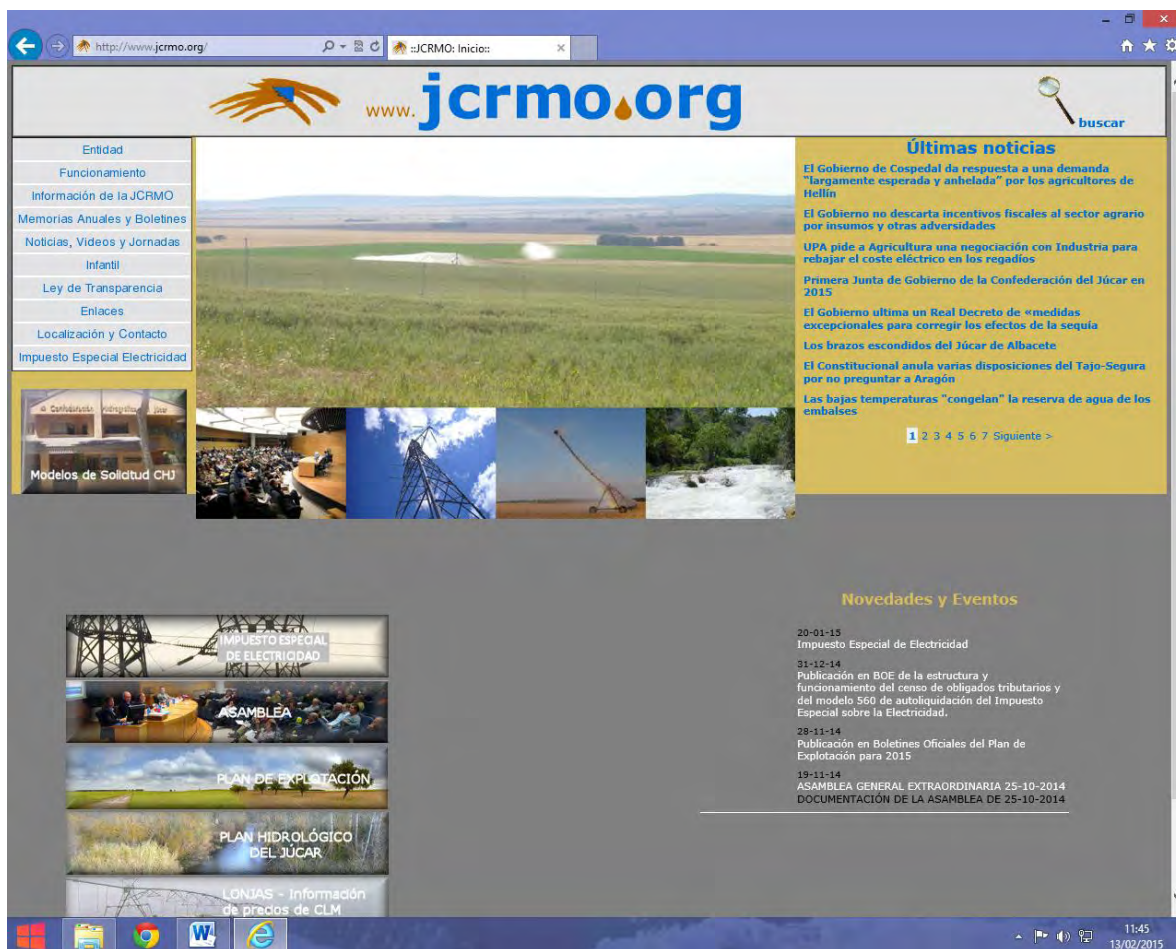 http://www.jcrmo.org/
::JCRMO: Inicio::
www.jcrmo.org
buscar
Entidad
Funcionamiento
Información de la JCRMO
Memorias Anuales y Boletines
Noticias, Videos y Jornadas
Infantil
Ley de Transparencia
Enlaces
Localización y Contacto
Impuesto Especial Electricidad
Confederación Hidrográfica Júcar
Modelos de Solicitud CHJ
Últimas noticias
El Gobierno de Cospedal da respuesta a una demanda
"largamente esperada y anhelada" por los agricultores de
Hellín
El Gobierno no descarta incentivos fiscales al sector agrario
por insumos y otras adversidades
UPA pide a Agricultura una negociación con Industria para
rebajar el coste eléctrico en los regadíos
Primera Junta de Gobierno de la Confederación del Júcar en
2015
El Gobierno ultima un Real Decreto de «medidas
excepcionales para corregir los efectos de la sequía
Los brazos escondidos del Júcar de Albacete
El Constitucional anula varias disposiciones del Tajo-Segura
por no preguntar a Aragón
Las bajas temperaturas "congelan" la reserva de agua de los
embalses
1 2 3 4 5 6 7 Siguiente >
IMPUESTO ESPECIAL
DE ELECTRICIDAD
ASAMBLEA
PLAN DE EXPLOTACIÓN
PLAN HIDROLÓGICO
DEL JÚCAR
LONJAS - Información
de precios de CLM
Novedades y Eventos
20-01-15
Impuesto Especial de Electricidad
31-12-14
Publicación en BOE de la estructura y
funcionamiento del censo de obligados tributarios y
del modelo 560 de autoliquidación del Impuesto
Especial sobre la Electricidad.
28-11-14
Publicación en Boletines Oficiales del Plan de
Explotación para 2015
19-11-14
ASAMBLEA GENERAL EXTRAORDINARIA 25-10-2014
DOCUMENTACIÓN DE LA ASAMBLEA DE 25-10-2014
11:45
13/02/2015